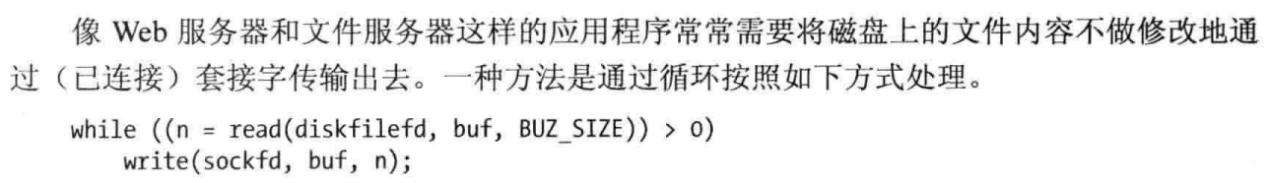 像 Web 服务器和文件服务器这样的应用程序常常需要将磁盘上的文件内容不做修改地通
过（已连接）套接字传输出去。一种方法是通过循环按照如下方式处理。
while ((n = read(diskfilefd, buf, BUZ_SIZE)) > 0)
    write(sockfd, buf, n);